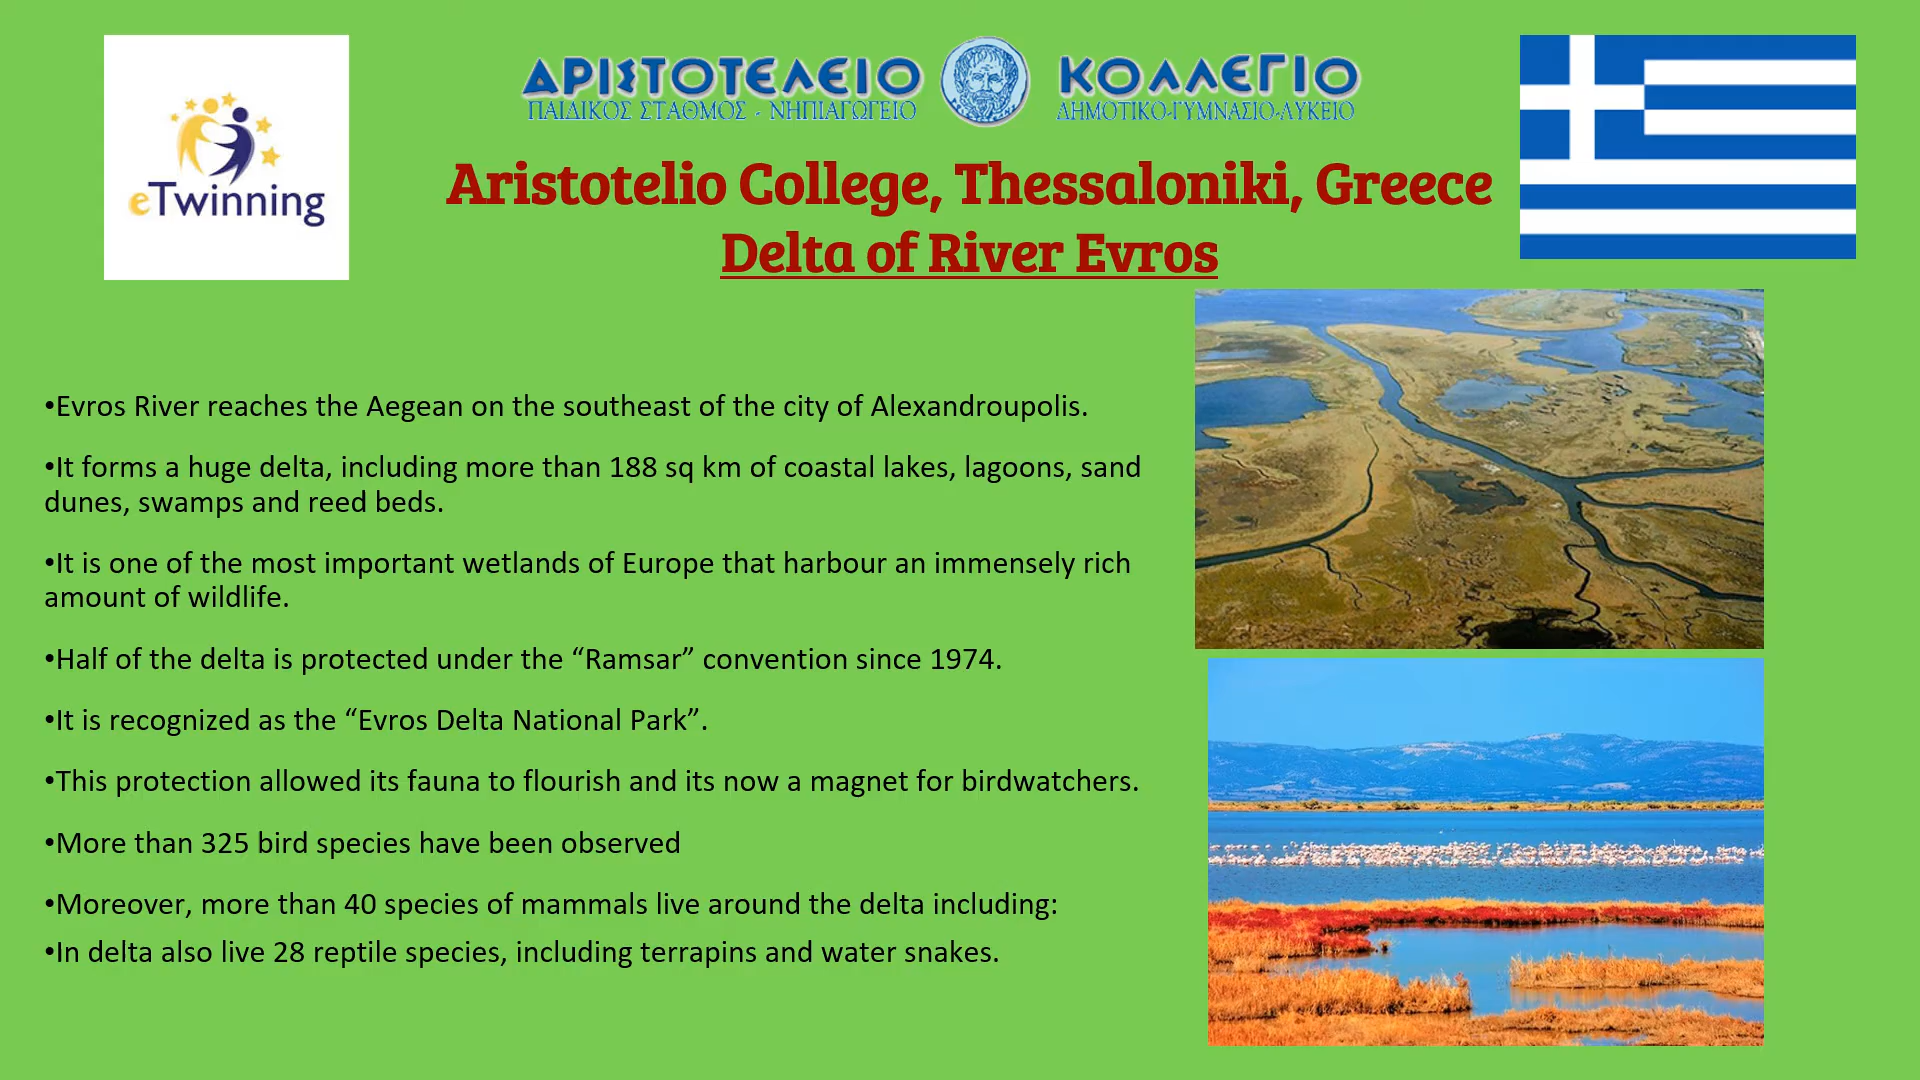 eTwinning
ΑΡΙΣΤΟΤΕΛΕΙΟ ΚΟΛΛΕΓΙΟ
ΠΑΙΔΙΚΟΣ ΣΤΑΘΜΟΣ - ΝΗΠΙΑΓΩΓΕΙΟ ΔΗΜΟΤΙΚΟ-ΓΥΜΝΑΣΙΟ-ΛΥΚΕΙΟ
Aristotelio College, Thessaloniki, Greece
Delta of River Evros
•Evros River reaches the Aegean on the southeast of the city of Alexandroupolis.
•It forms a huge delta, including more than 188 sq km of coastal lakes, lagoons, sand
dunes, swamps and reed beds.
•It is one of the most important wetlands of Europe that harbour an immensely rich
amount of wildlife.
•Half of the delta is protected under the “Ramsar” convention since 1974.
•It is recognized as the “Evros Delta National Park”.
•This protection allowed its fauna to flourish and its now a magnet for birdwatchers.
•More than 325 bird species have been observed
•Moreover, more than 40 species of mammals live around the delta including:
•In delta also live 28 reptile species, including terrapins and water snakes.